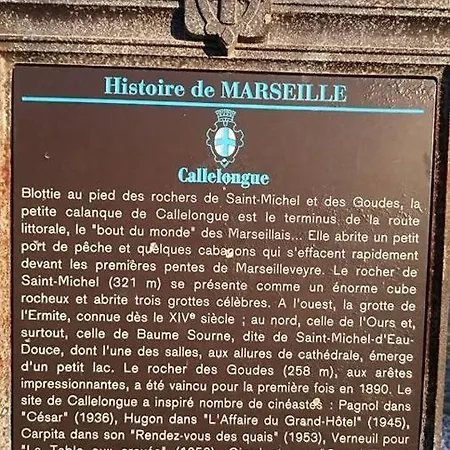 Histoire de MARSEILLE
Callelongue
Blottie au pied des rochers de Saint-Michel et des Goudes, la
petite calanque de Callelongue est le terminus de la route
littorale, le "bout du monde" des Marseillais... Elle abrite un petit
port de pêche et quelques cabanons qui s'effacent rapidement
devant les premières pentes de Marseilleveyre. Le rocher de
Saint-Michel (321 m) se présente comme un énorme cube
rocheux et abrite trois grottes célèbres. A l'ouest, la grotte de
l'Ermite, connue dès le XIVe siècle ; au nord, celle de l'Ours et,
surtout, celle de Baume Sourne, dite de Saint-Michel-d'Eau-
Douce, dont l'une des salles, aux allures de cathédrale, émerge
d'un petit lac. Le rocher des Goudes (258 m), aux arêtes
impressionnantes, a été vaincu pour la première fois en 1890. Le
site de Callelongue a inspiré nombre de cinéastes : Pagnol dans
"César" (1936), Hugon dans "L'Affaire du Grand-Hôtel" (1945),
Carpita dans son "Rendez-vous des quais" (1953), Verneuil pour